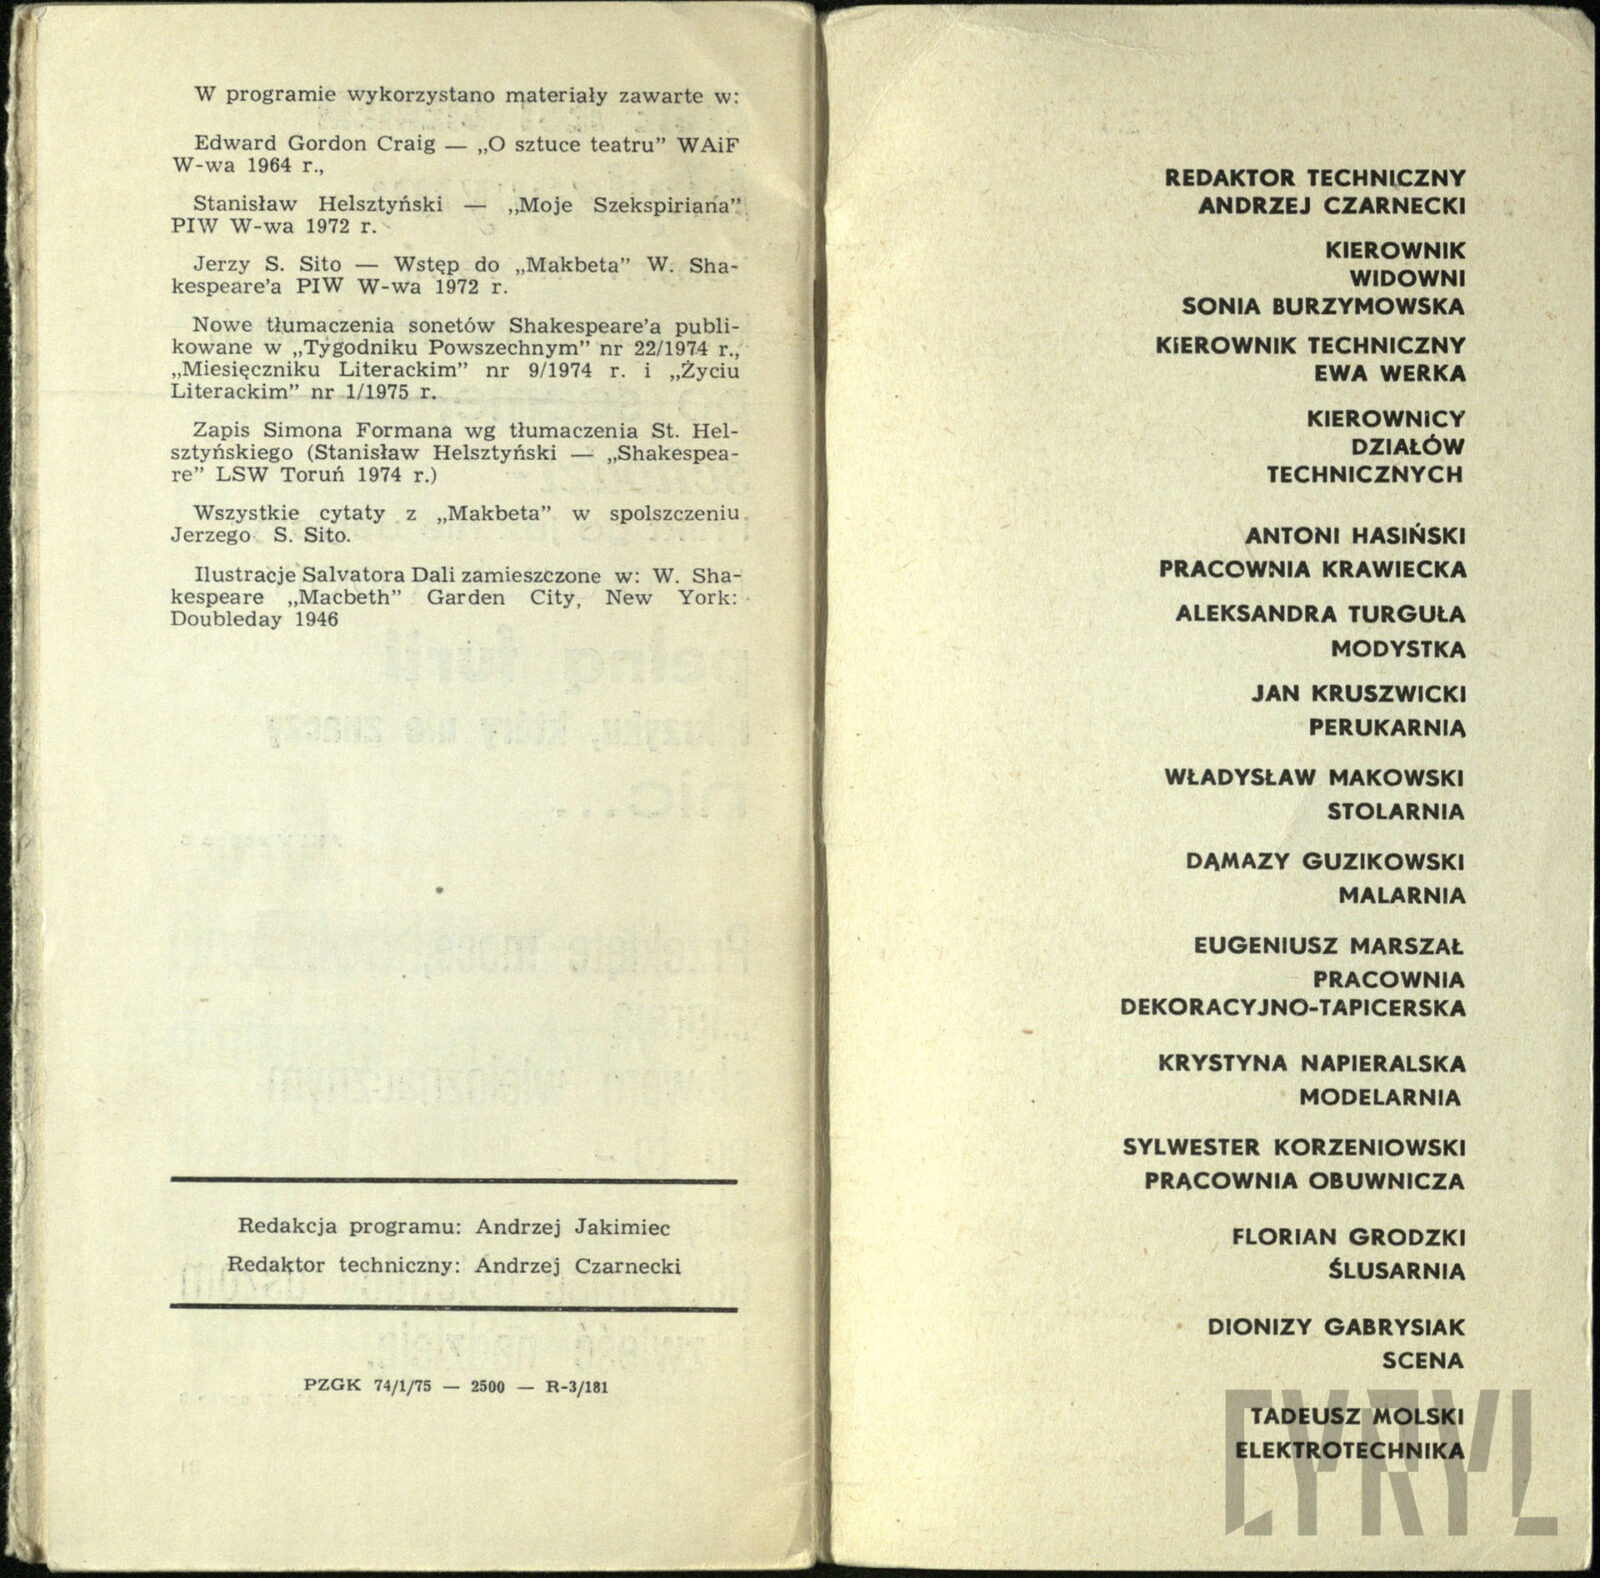 W programie wykorzystano materiały zawarte w:
Edward Gordon Craig — „O sztuce teatru” WAiF
W-wa 1964 r.,
Stanisław Helsztyński — „Moje Szekspiriana”
PIW W-wa 1972 r.
Jerzy S. Sito — Wstęp do „Makbeta” W. Sha-
kespeare'a PIW W-wa 1972 r.
Nowe tłumaczenia sonetów Shakespeare'a publi-
kowane w „Tygodniku Powszechnym” nr 22/1974 r.,
„Miesięczniku Literackim” nr 9/1974 r. i „Życiu
Literackim” nr 1/1975 r.
Zapis Simona Formana wg tłumaczenia St. Hel-
sztyńskiego (Stanisław Helsztyński — „Shakespea-
re” LSW Toruń 1974 r.)
Wszystkie cytaty z „Makbeta” w spolszczeniu
Jerzego S. Sito.
Ilustracje Salvatora Dali zamieszczone w: W. Sha-
kespeare „Macbeth” Garden City, New York:
Doubleday 1946
Redakcja programu: Andrzej Jakimiec
Redaktor techniczny: Andrzej Czarnecki
PZGK 74/1/75 — 2500 — R-3/181
REDAKTOR TECHNICZNY
ANDRZEJ CZARNECKI
KIEROWNIK
WIDOWNI
SONIA BURZYMOWSKA
KIEROWNIK TECHNICZNY
EWA WERKA
KIEROWNICY
DZIAŁÓW
TECHNICZNYCH
ANTONI HASIŃSKI
PRACOWNIA KRAWIECKA
ALEKSANDRA TURGUŁA
MODYSTKA
JAN KRUSZWICKI
PERUKARNIA
WŁADYSŁAW MAKOWSKI
STOLARNIA
DAMAZY GUZIKOWSKI
MALARNIA
EUGENIUSZ MARSZAŁ
PRACOWNIA
DEKORACYJNO-TAPICERSKA
KRYSTYNA NAPIERALSKA
MODELARNIA
SYLWESTER KORZENIOWSKI
PRACOWNIA OBUWNICZA
FLORIAN GRODZKI
ŚLUSARNIA
DIONIZY GABRYSIAK
SCENA
TADEUSZ MOLSKI
ELEKTROTECHNIKA
CYRYL